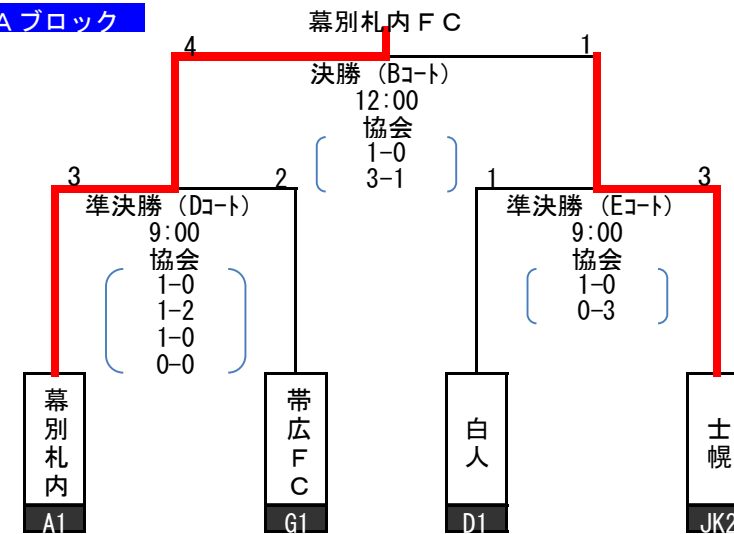 Aブロック
幕別札内ＦＣ
4
1
決勝（Bｺｰﾄ）
12:00
協会
1-0
3-1
3
2
1
3
準決勝（Dｺｰﾄ）
9:00
協会
1-0
1-2
1-0
0-0
準決勝（Eｺｰﾄ）
9:00
協会
1-0
0-3
幕別札内
帯広ＦＣ
白人
士幌
A1
G1
D1
JK2